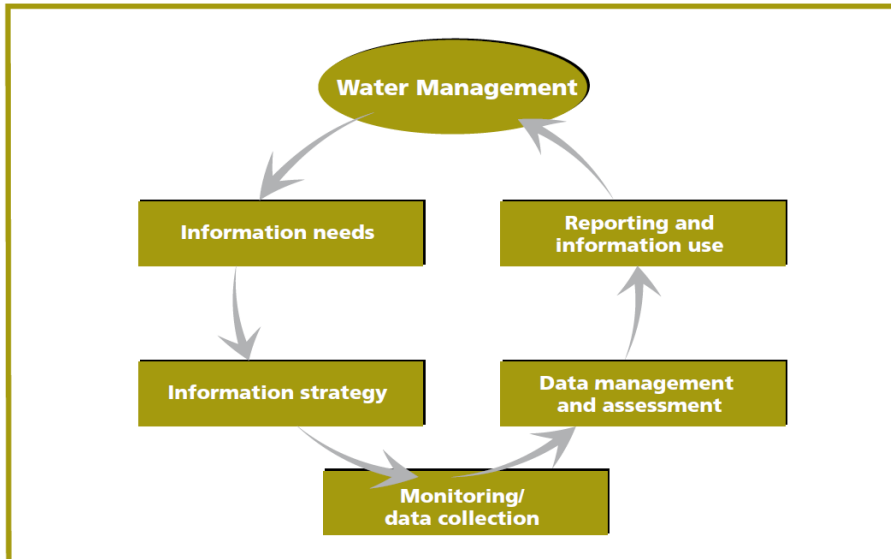 Water Management
Information needs
Reporting and
information use
Information strategy
Data management
and assessment
Monitoring/
data collection